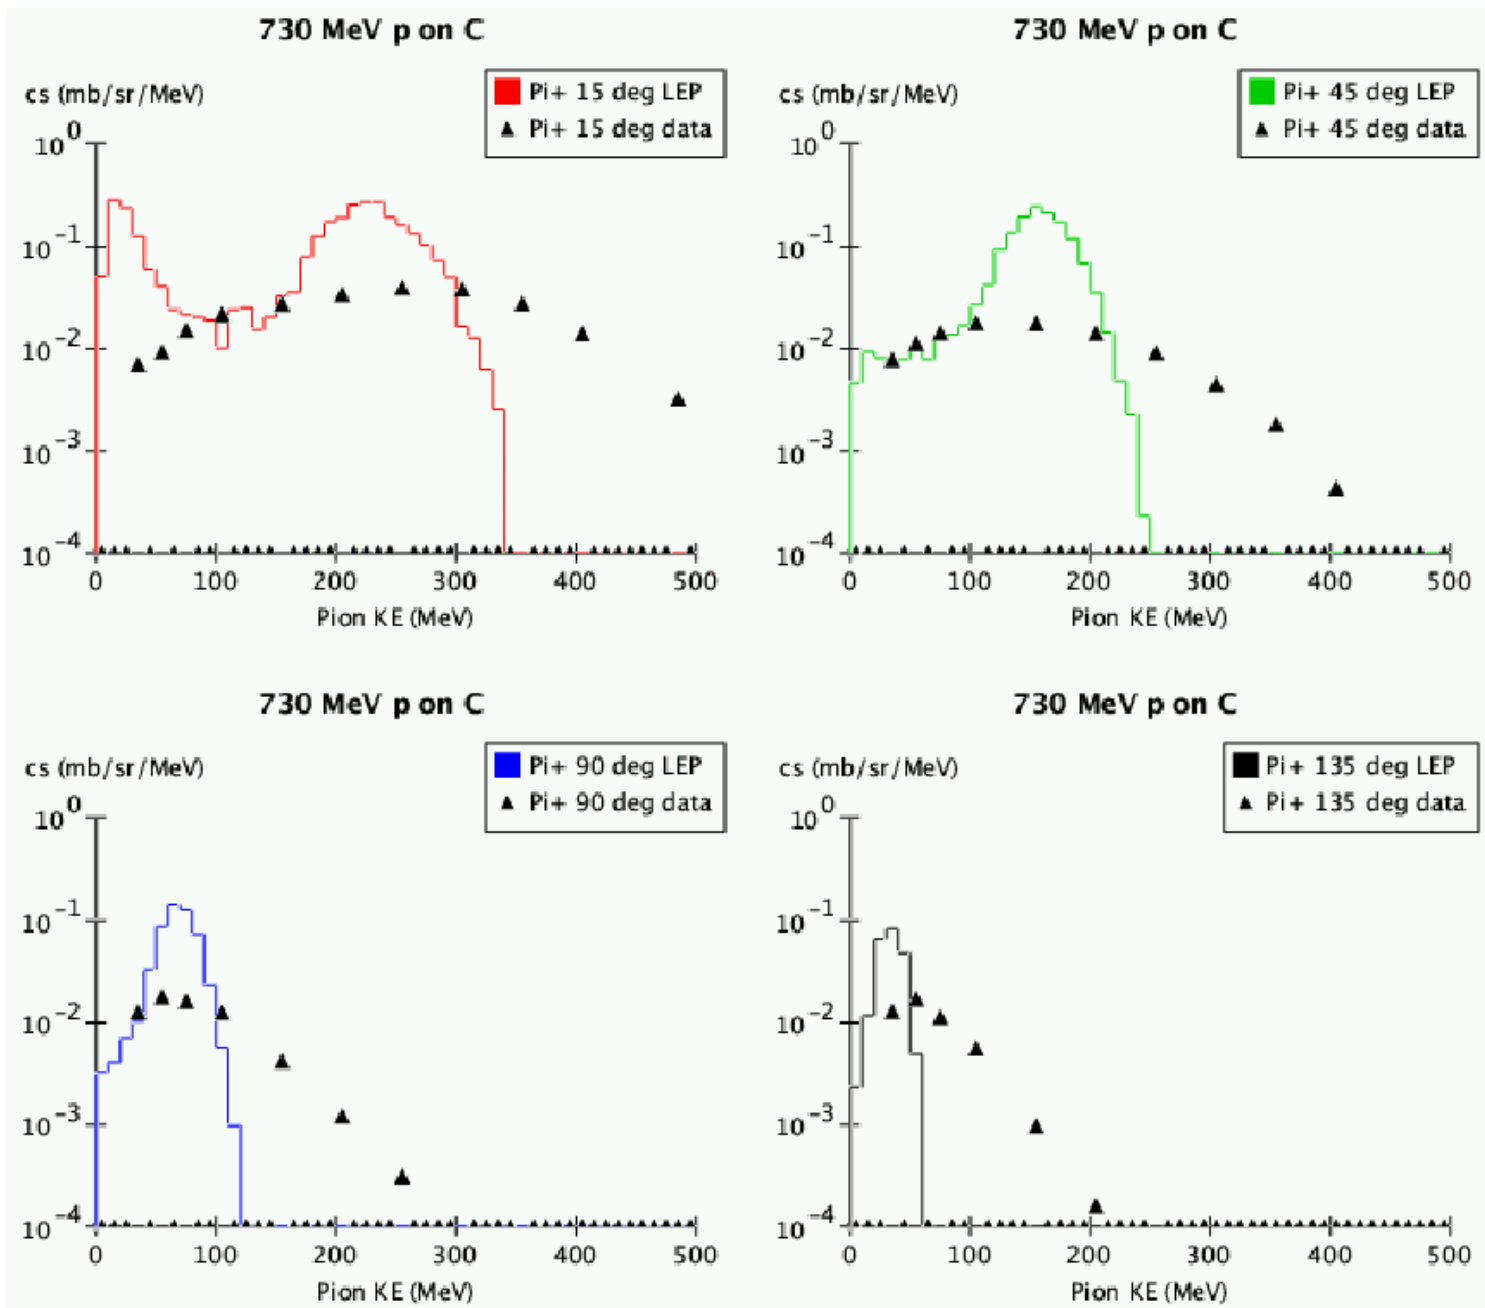 730 MeV p on C
cs (mb/sr/MeV)
Pi+ 15 deg LEP
Pi+ 15 deg data
10^0
10^-1
10^-2
10^-3
10^-4
0 100 200 300 400 500
Pion KE (MeV)
730 MeV p on C
cs (mb/sr/MeV)
Pi+ 45 deg LEP
Pi+ 45 deg data
10^0
10^-1
10^-2
10^-3
10^-4
0 100 200 300 400 500
Pion KE (MeV)
730 MeV p on C
cs (mb/sr/MeV)
Pi+ 90 deg LEP
Pi+ 90 deg data
10^0
10^-1
10^-2
10^-3
10^-4
0 100 200 300 400 500
Pion KE (MeV)
730 MeV p on C
cs (mb/sr/MeV)
Pi+ 135 deg LEP
Pi+ 135 deg data
10^0
10^-1
10^-2
10^-3
10^-4
0 100 200 300 400 500
Pion KE (MeV)